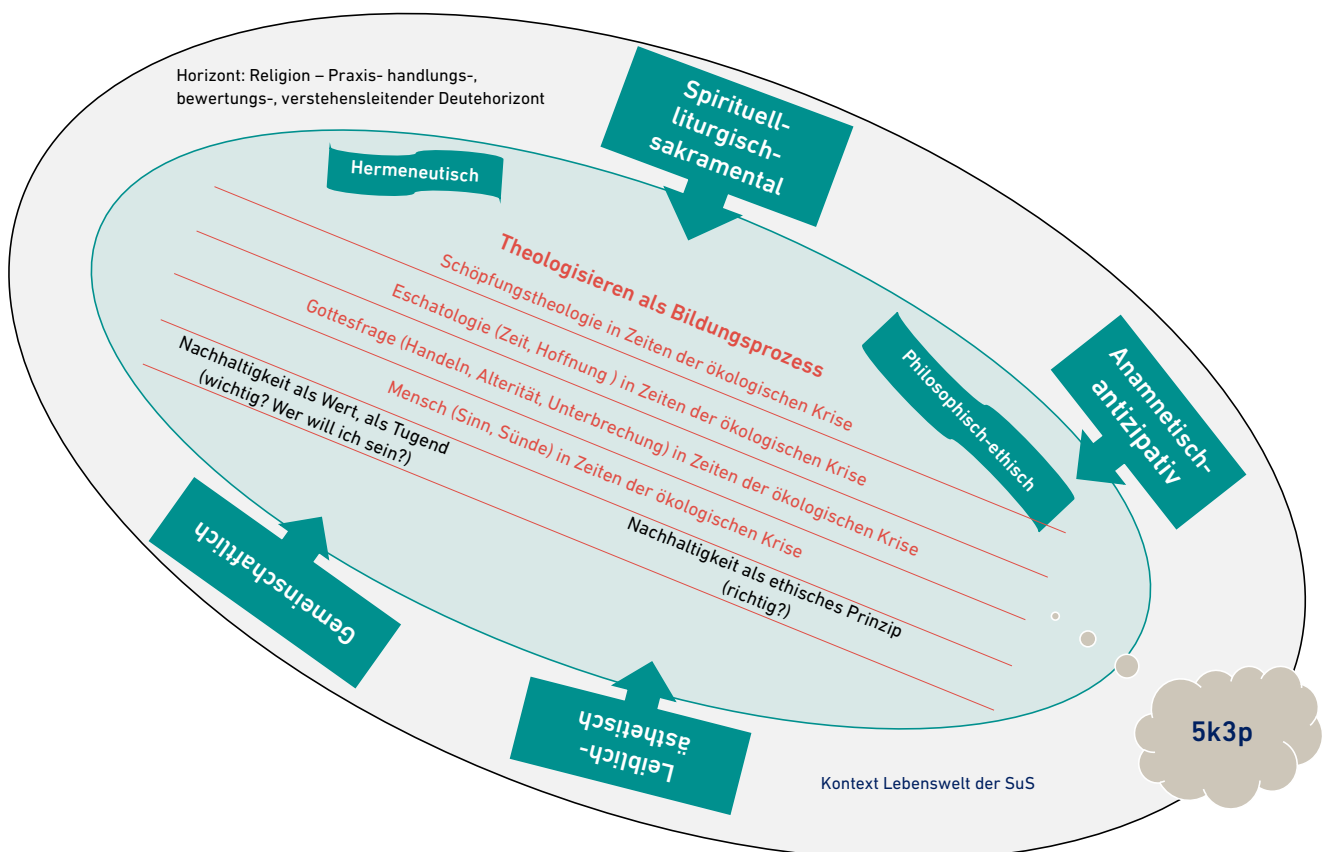 Horizont: Religion – Praxis- handlungs-,
bewertungs-, verstehensleitender Deutehorizont
Spirituell-
liturgisch-
sakramental
Hermeneutisch
Theologisieren als Bildungsprozess
Schöpfungstheologie in Zeiten der ökologischen Krise
Eschatologie (Zeit, Hoffnung ) in Zeiten der ökologischen Krise
Gottesfrage (Handeln, Alterität, Unterbrechung) in Zeiten der ökologischen Krise
Mensch (Sinn, Sünde) in Zeiten der ökologischen Krise
Nachhaltigkeit als Wert, als Tugend
(wichtig? Wer will ich sein?)
Nachhaltigkeit als ethisches Prinzip
(richtig?)
Philosophisch-ethisch
Anamnetisch-
antizipativ
Gemeinschaftlich
Leiblich-
ästhetisch
5k3p
Kontext Lebenswelt der SuS